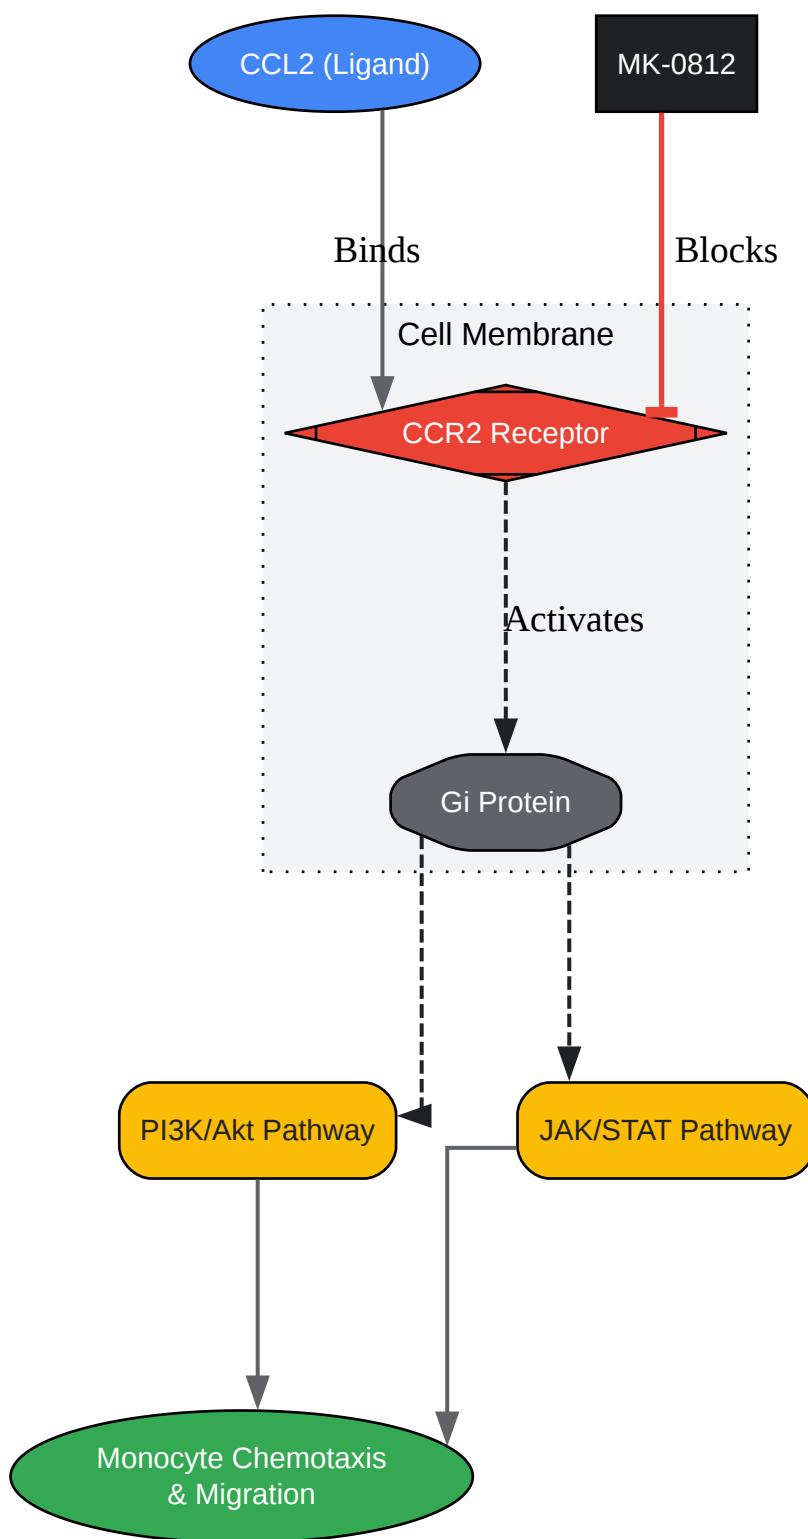 CCL2 (Ligand)
MK-0812
Binds
Blocks
Cell Membrane
CCR2 Receptor
Activates
Gi Protein
PI3K/Akt Pathway
JAK/STAT Pathway
Monocyte Chemotaxis
& Migration